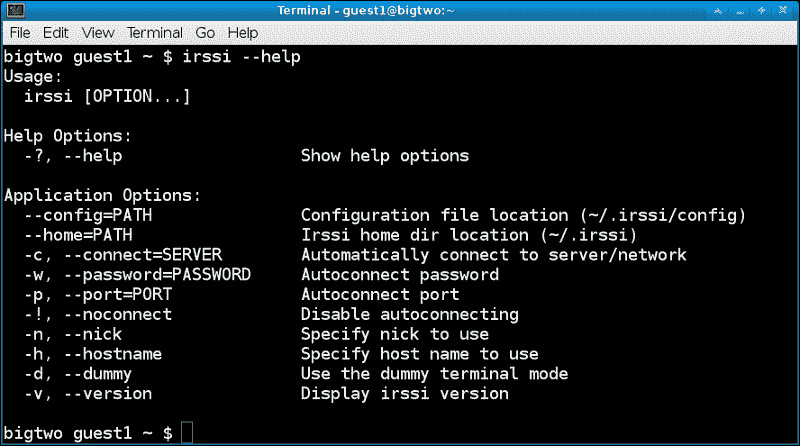 Terminal - guest1@bigtwo:~
File Edit View Terminal Go Help
bigtwo guest1 ~ $ irssi --help
Usage:
  irssi [OPTION...]

Help Options:
  -?, --help                  Show help options

Application Options:
  --config=PATH               Configuration file location (~/.irssi/config)
  --home=PATH                 Irssi home dir location (~/.irssi)
  -c, --connect=SERVER        Automatically connect to server/network
  -w, --password=PASSWORD     Autoconnect password
  -p, --port=PORT             Autoconnect port
  -!, --noconnect             Disable autoconnecting
  -n, --nick                  Specify nick to use
  -h, --hostname              Specify host name to use
  -d, --dummy                 Use the dummy terminal mode
  -v, --version               Display irssi version

bigtwo guest1 ~ $